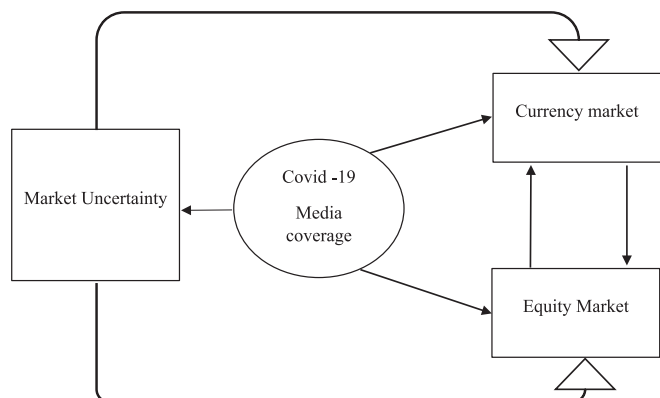 Currency market
Covid -19
Market Uncertainty
Media
coverage
Equity Market